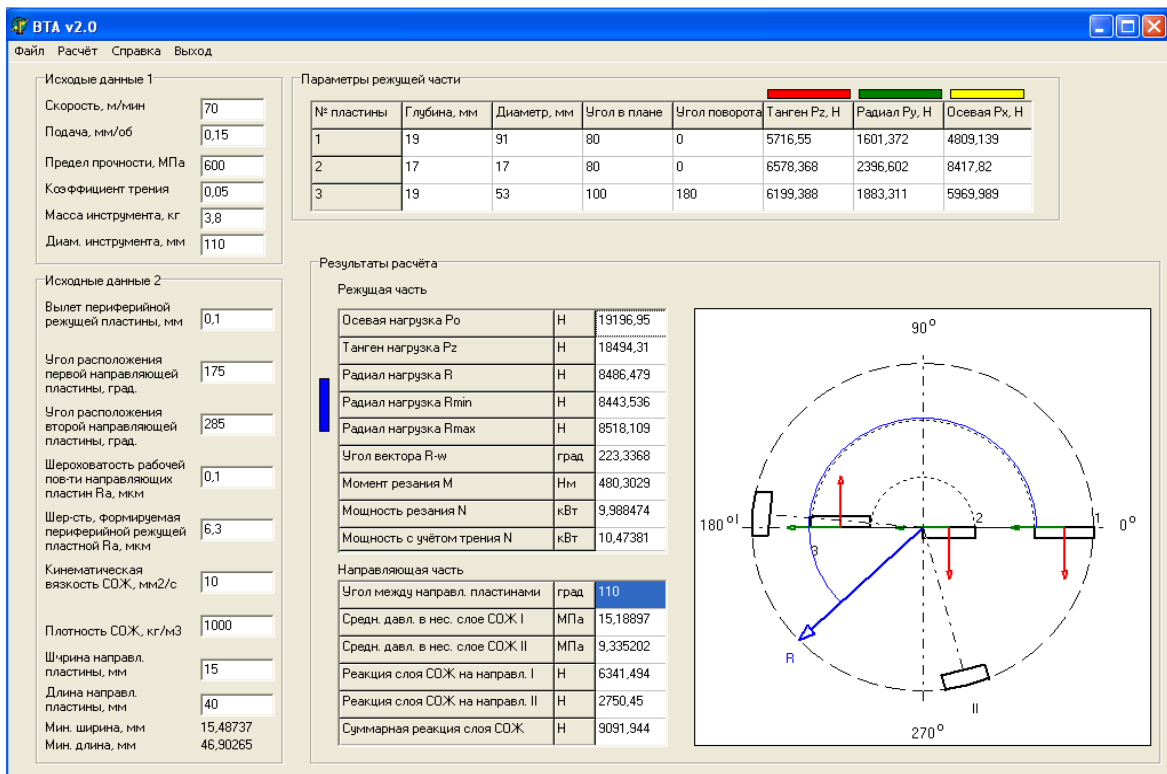 BTA v2.0
Файл Расчёт Справка Выход
Исходые данные 1
Скорость, м/мин 70
Подача, мм/об 0,15
Предел прочности, МПа 600
Коэффициент трения 0,05
Масса инструмента, кг 3,8
Диам. инструмента, мм 110
Исходные данные 2
Вылет периферийной
режущей пластины, мм 0,1
Угол расположения
первой направляющей 175
пластины, град.
Угол расположения
второй направляющей 285
пластины, град.
Шероховатость рабочей
пов-ти направляющих 0,1
пластин Ra, мкм
Шер-сть, формируемая
периферийной режущей 6,3
пластной Ra, мкм
Кинематическая
вязкость СОЖ, мм2/с 10
Плотность СОЖ, кг/м3 1000
Шчрина направл.
пластины, мм 15
Длина направл.
пластины, мм 40
Мин. ширина, мм 15,48737
Мин. длина, мм 46,90265
Параметры режущей части
№ пластины Глубина, мм Диаметр, мм Угол в плане Угол поворота Танген Pz, Н Радиал Py, Н Осевая Px, Н
1 19 91 80 0 5716,55 1601,372 4809,139
2 17 17 80 0 6578,368 2396,602 8417,82
3 19 53 100 180 6199,388 1883,311 5969,989
Результаты расчёта
Режущая часть
Осевая нагрузка Po Н 19196,95
Танген нагрузка Pz Н 18494,31
Радиал нагрузка R Н 8486,479
Радиал нагрузка Rmin Н 8443,536
Радиал нагрузка Rmax Н 8518,109
Угол вектора R-w град 223,3368
Момент резания М Нм 480,3029
Мощность резания N кВт 9,988474
Мощность с учётом трения N кВт 10,47381
Направляющая часть
Угол между направл. пластинами град 110
Средн. давл. в нес. слое СОЖ I МПа 15,18897
Средн. давл. в нес. слое СОЖ II МПа 9,335202
Реакция слоя СОЖ на направл. I Н 6341,494
Реакция слоя СОЖ на направл. II Н 2750,45
Суммарная реакция слоя СОЖ Н 9091,944
90°
180° I 3 2 1 0°
R
II
270°